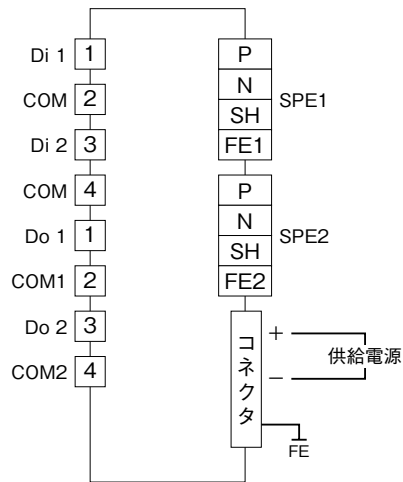 Di 1 1
COM 2
Di 2 3
COM 4
Do 1 1
COM1 2
Do 2 3
COM2 4
P
N
SH
FE1
SPE1
P
N
SH
FE2
SPE2
コネクタ
+
−
供給電源
FE